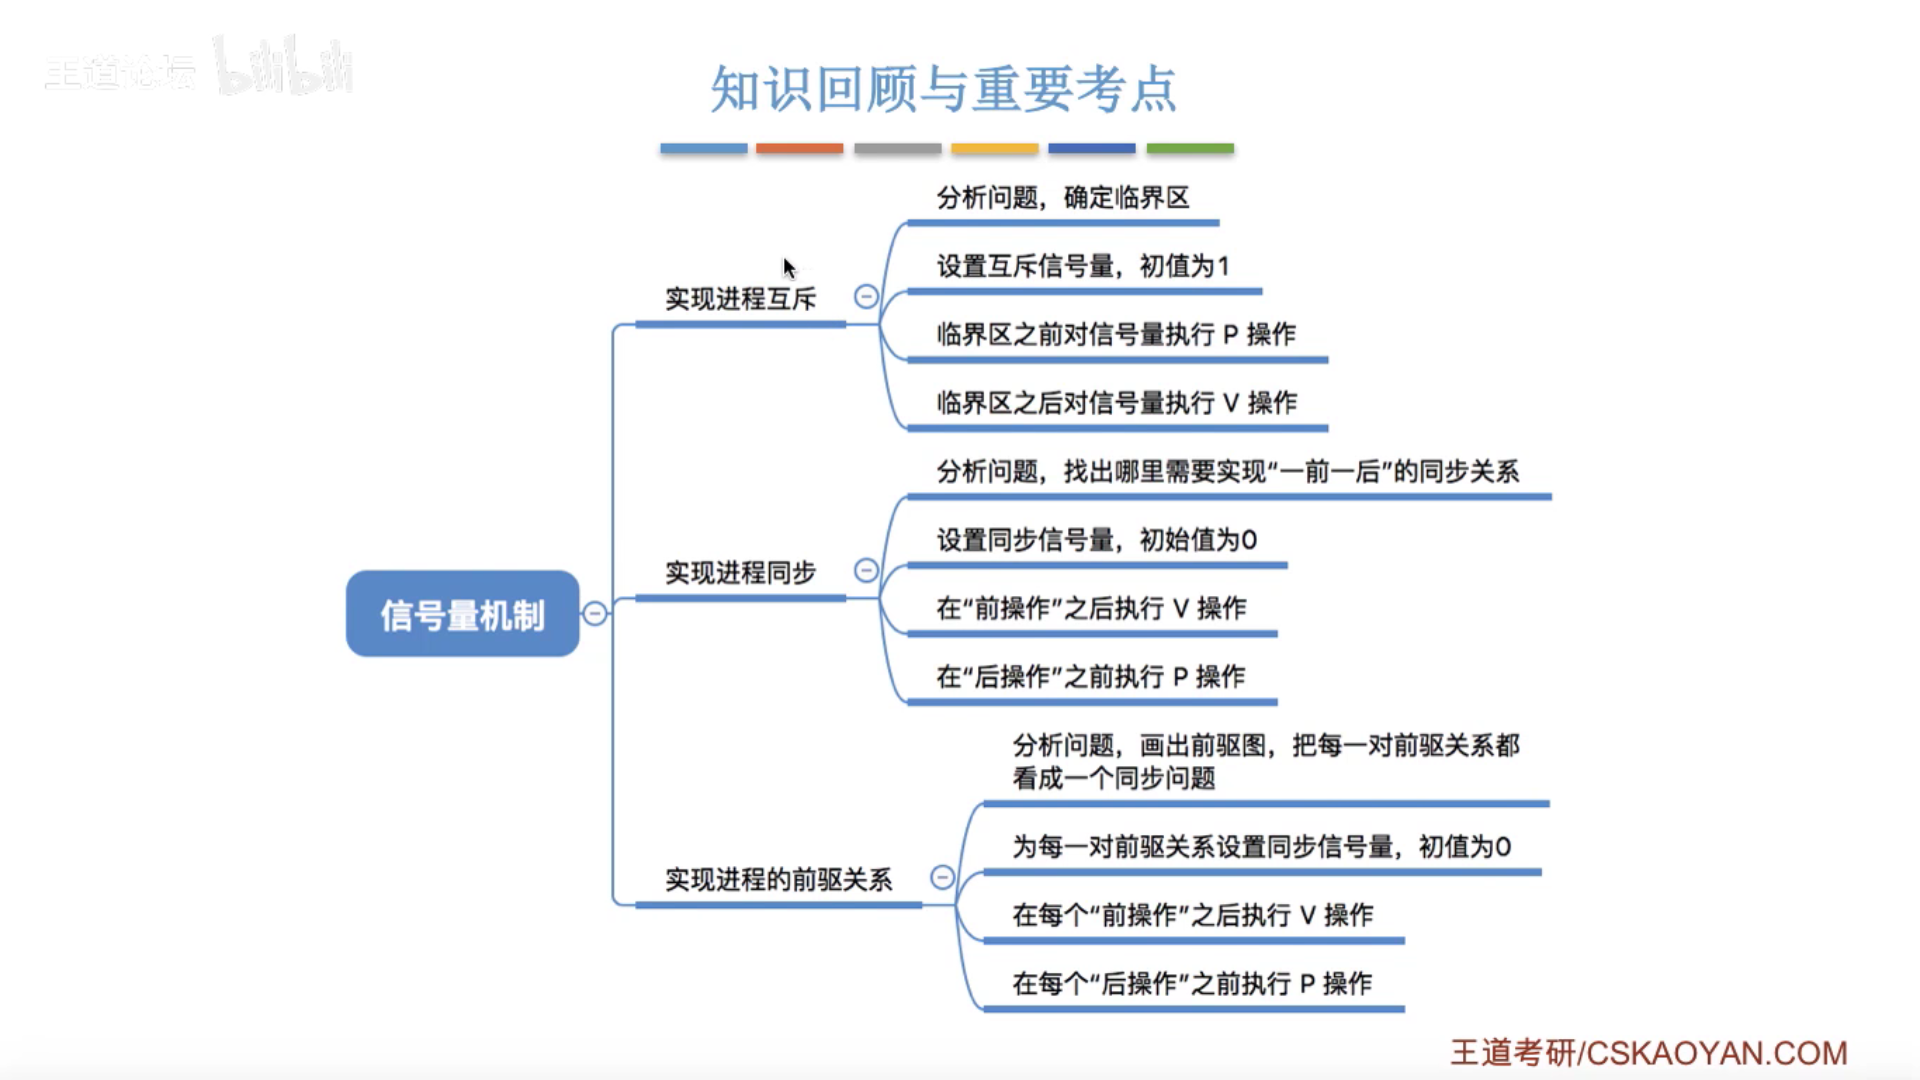 王道论坛 bilibili
知识回顾与重要考点
分析问题，确定临界区
设置互斥信号量，初值为1
实现进程互斥
临界区之前对信号量执行 P 操作
临界区之后对信号量执行 V 操作
分析问题，找出哪里需要实现“一前一后”的同步关系
设置同步信号量，初始值为0
实现进程同步
在“前操作”之后执行 V 操作
信号量机制
在“后操作”之前执行 P 操作
分析问题，画出前驱图，把每一对前驱关系都
看成一个同步问题
为每一对前驱关系设置同步信号量，初值为0
实现进程的前驱关系
在每个“前操作”之后执行 V 操作
在每个“后操作”之前执行 P 操作
王道考研/CSKAOYAN.COM